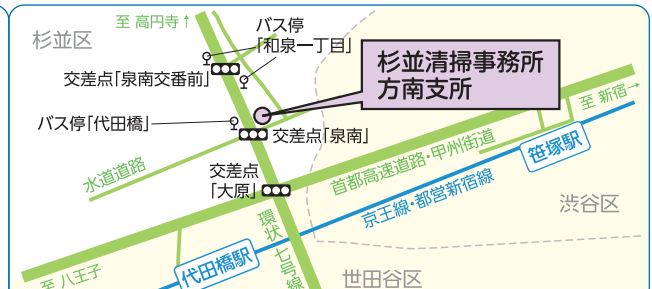 至 高円寺↑
バス停
「和泉一丁目」
杉並区
交差点「泉南交番前」
杉並清掃事務所
方南支所
至 新宿→
バス停「代田橋」
交差点「泉南」
水道道路
交差点
「大原」
首都高速道路・甲州街道
笹塚駅
京王線・都営新宿線
渋谷区
環状七号線
代田橋駅
至 八王子
世田谷区